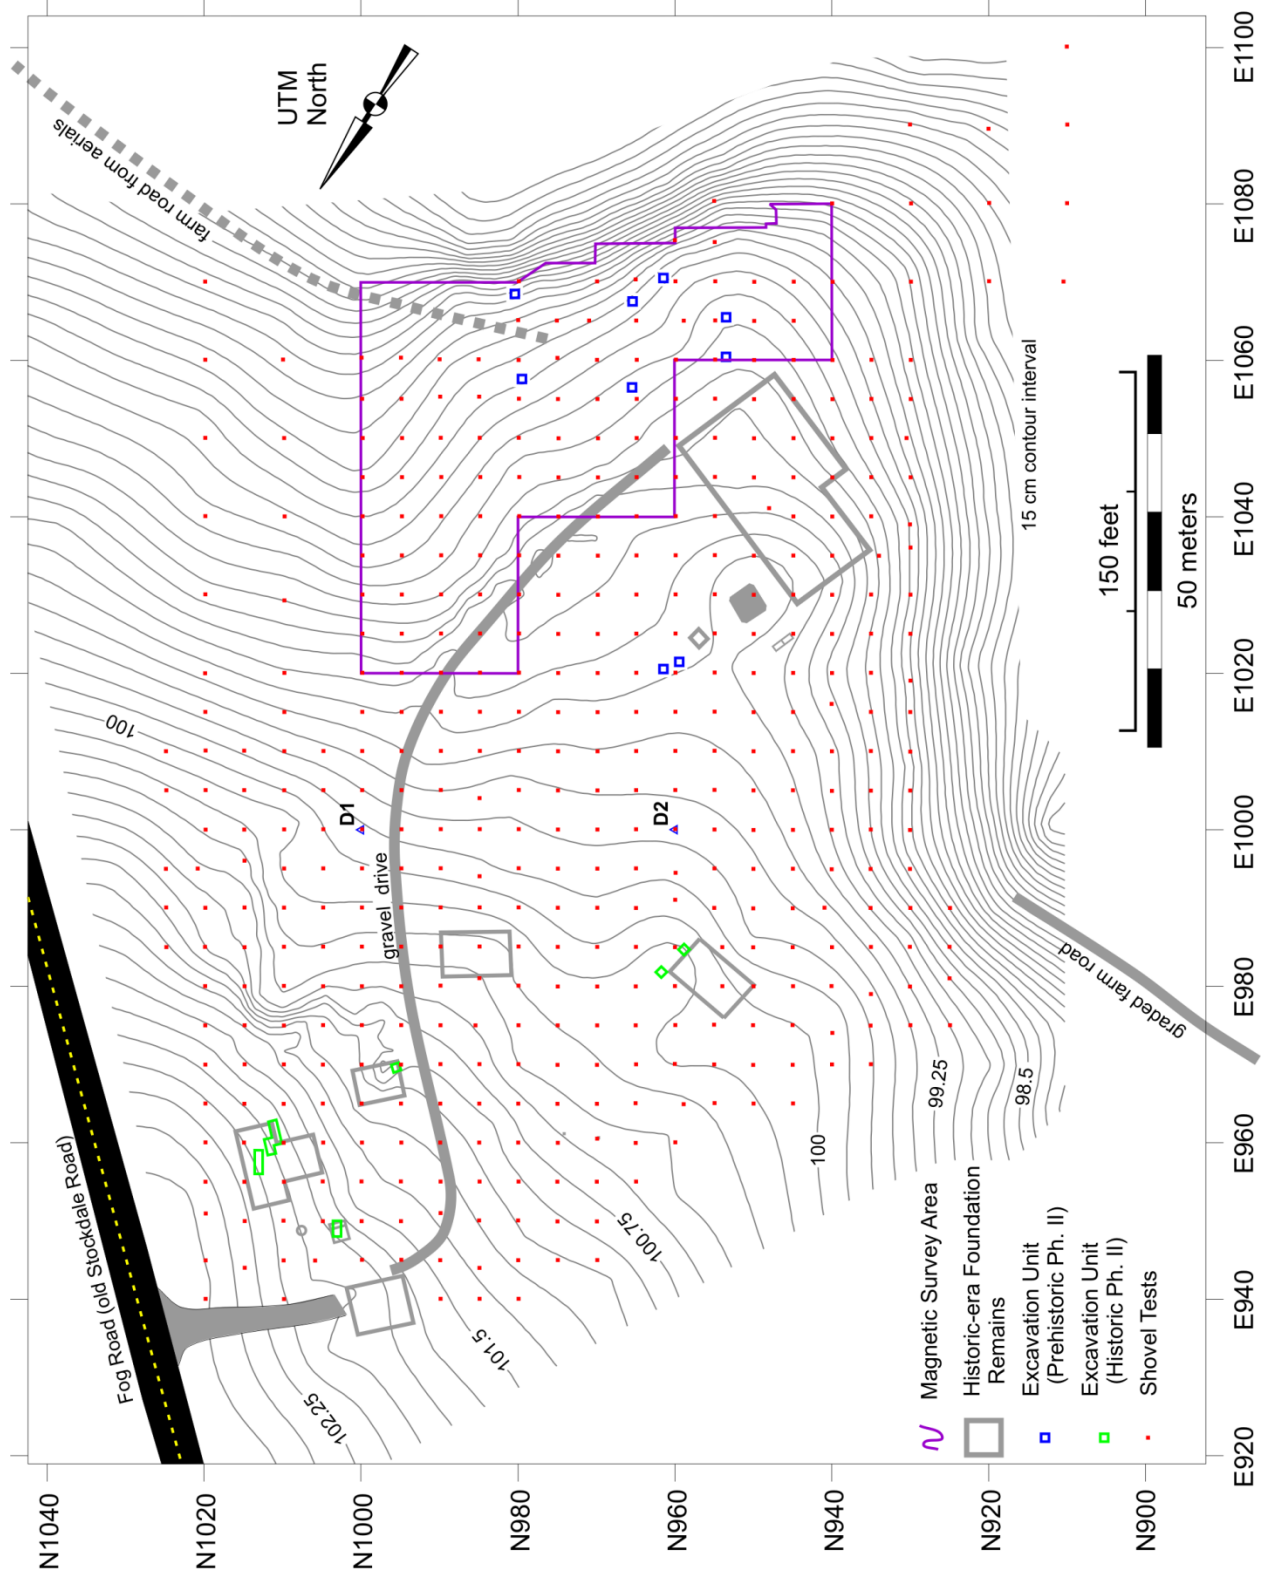 Fog Road (old Stockdale Road)
farm road from aerials
UTM
North
gravel drive
graded farm road
D1
D2
100
102.25
101.5
100.75
100
99.25
98.5
15 cm contour interval
150 feet
50 meters
Magnetic Survey Area
Historic-era Foundation
Remains
Excavation Unit
(Prehistoric Ph. II)
Excavation Unit
(Historic Ph. II)
Shovel Tests
N1040
N1020
N1000
N980
N960
N940
N920
N900
E920
E940
E960
E980
E1000
E1020
E1040
E1060
E1080
E1100